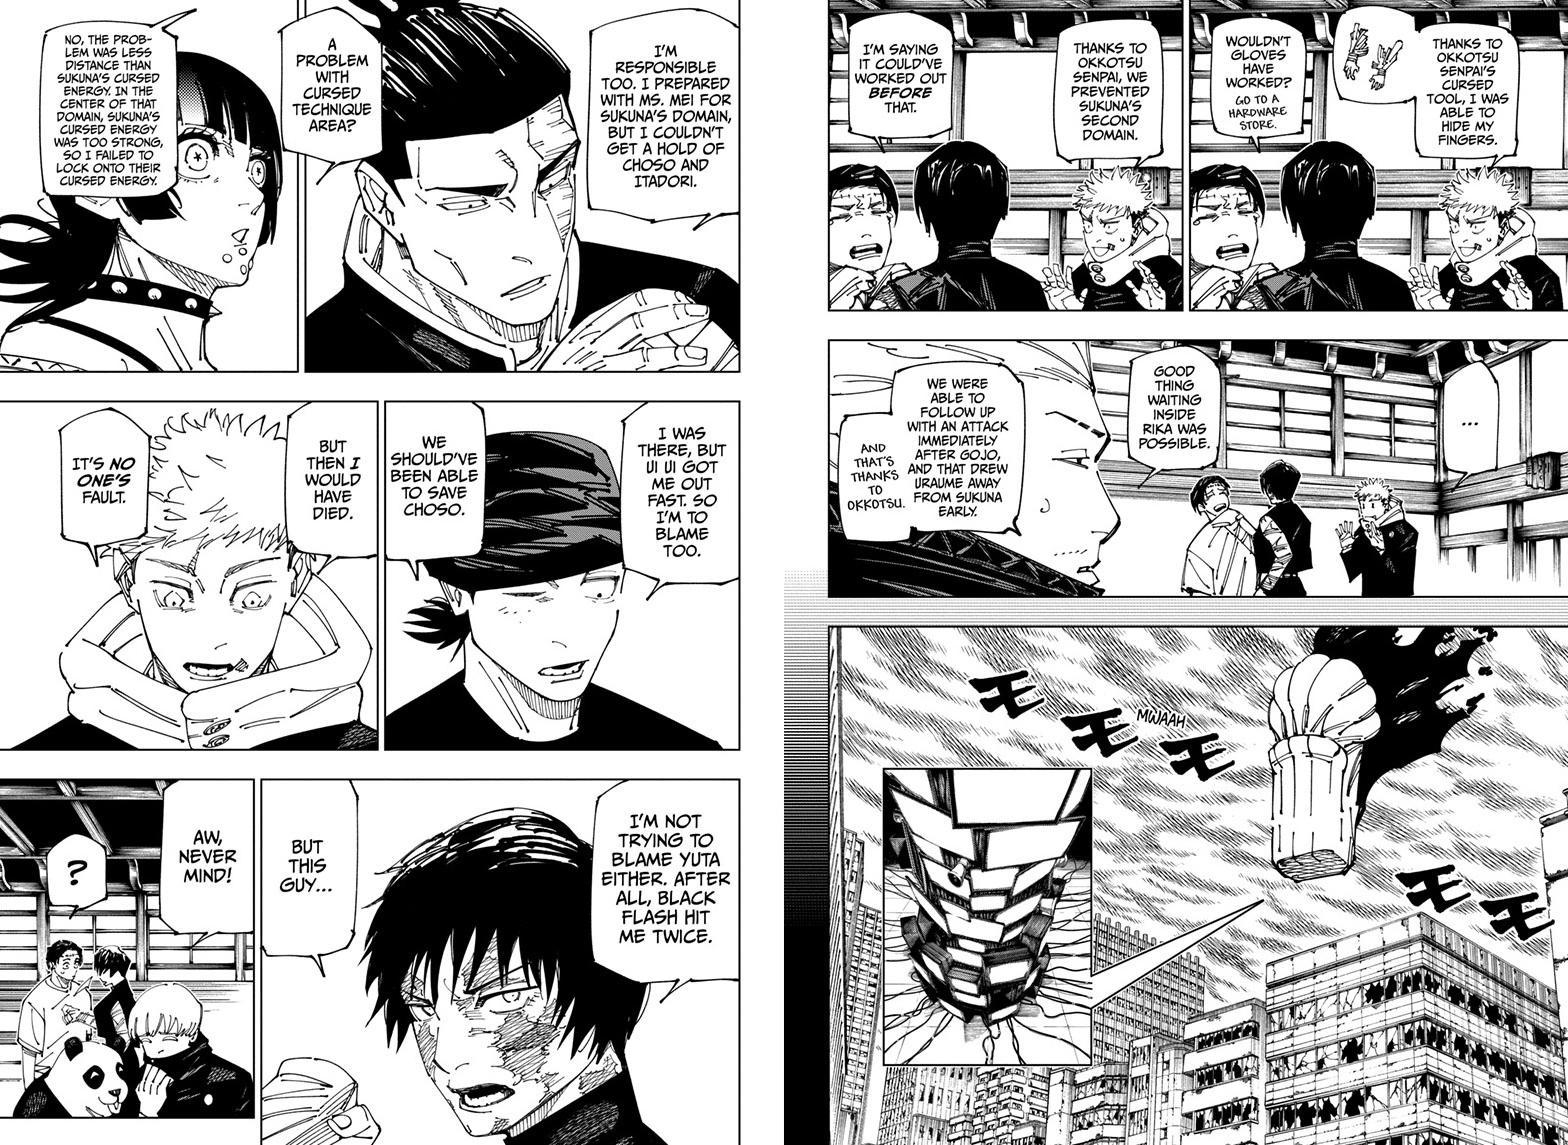 THANKS TO
OKKOTSU
SENPAI'S
CURSED
TOOL, I WAS
ABLE TO
HIDE MY
FINGERS.
WOULDN'T
GLOVES
HAVE
WORKED?
GO TO A
HARDWARE
STORE.
THANKS TO
OKKOTSU
SENPAI, WE
PREVENTED
SUKUNA'S
SECOND
DOMAIN.
I'M SAYING
IT COULD'VE
WORKED OUT
BEFORE
THAT.
...
GOOD
THING
WAITING
INSIDE
RIKA WAS
POSSIBLE.
WE WERE
ABLE TO
FOLLOW UP
WITH AN ATTACK
IMMEDIATELY
AFTER GOJO,
AND THAT DREW
URAUME AWAY
FROM SUKUNA
EARLY.
AND
THAT'S
THANKS
TO
OKKOTSU.
モ
モ
モ
MWAAH
モ
モ
I'M
RESPONSIBLE
TOO. I PREPARED
WITH MS. MEI FOR
SUKUNA'S DOMAIN,
BUT I COULDN'T
GET A HOLD OF
CHOSO AND
ITADORI.
A
PROBLEM
WITH
CURSED
TECHNIQUE
AREA?
NO, THE PROB-
LEM WAS LESS
DISTANCE THAN
SUKUNA'S CURSED
ENERGY. IN THE
CENTER OF THAT
DOMAIN, SUKUNA'S
CURSED ENERGY
WAS TOO STRONG,
SO I FAILED TO
LOCK ONTO THEIR
CURSED ENERGY.
I WAS
THERE, BUT
UI UI GOT
ME OUT
FAST. SO
I'M TO
BLAME
TOO.
WE
SHOULD'VE
BEEN ABLE
TO SAVE
CHOSO.
BUT
THEN I
WOULD
HAVE
DIED.
IT'S NO
ONE'S
FAULT.
I'M NOT
TRYING TO
BLAME YUTA
EITHER. AFTER
ALL, BLACK
FLASH HIT
ME TWICE.
BUT
THIS
GUY...
AW,
NEVER
MIND!
?